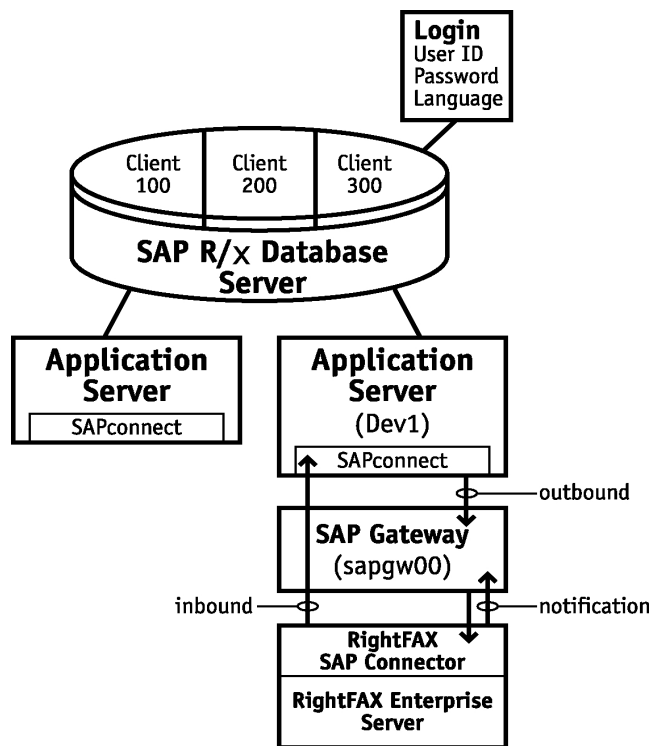 Login
User ID
Password
Language
Client
100
Client
200
Client
300
SAP R/x Database
Server
Application
Server
SAPconnect
Application
Server
(Dev1)
SAPconnect
outbound
SAP Gateway
(sapgw00)
inbound
notification
RightFAX
SAP Connector
RightFAX Enterprise
Server